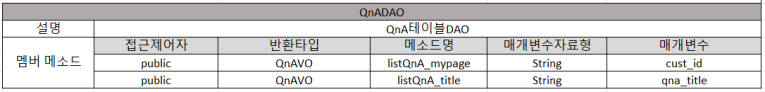 QnADAO
설명 QnA테이블DAO
멤버 메소드 접근제어자 반환타입 메소드명 매개변수자료형 매개변수
public QnAVO listQnA_mypage String cust_id
public QnAVO listQnA_title String qna_title